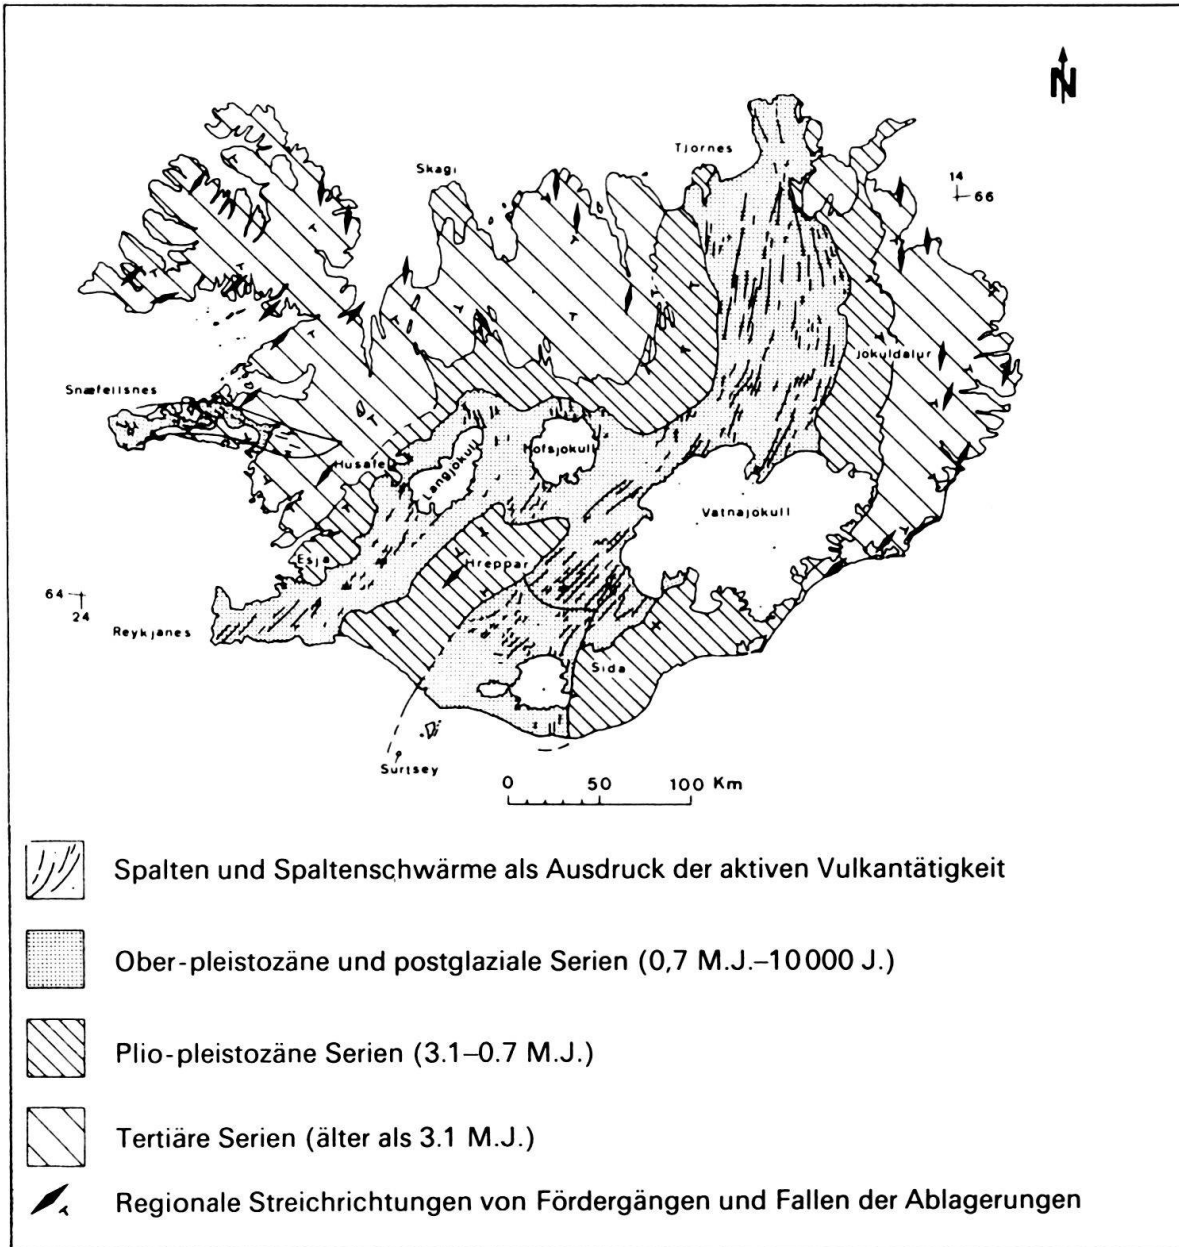 N
Tjornes
Skagi
14
66
Jokuldalur
Snæfellsnes
Husafell
Langjokull
Hofsjokull
Vatnajokull
Esja
Hreppar
64
24
Reykjanes
Sida
Surtsey
0 50 100 Km
Spalten und Spaltenschwärme als Ausdruck der aktiven Vulkantätigkeit
Ober-pleistozäne und postglaziale Serien (0,7 M.J.–10 000 J.)
Plio-pleistozäne Serien (3.1–0.7 M.J.)
Tertiäre Serien (älter als 3.1 M.J.)
Regionale Streichrichtungen von Fördergängen und Fallen der Ablagerungen